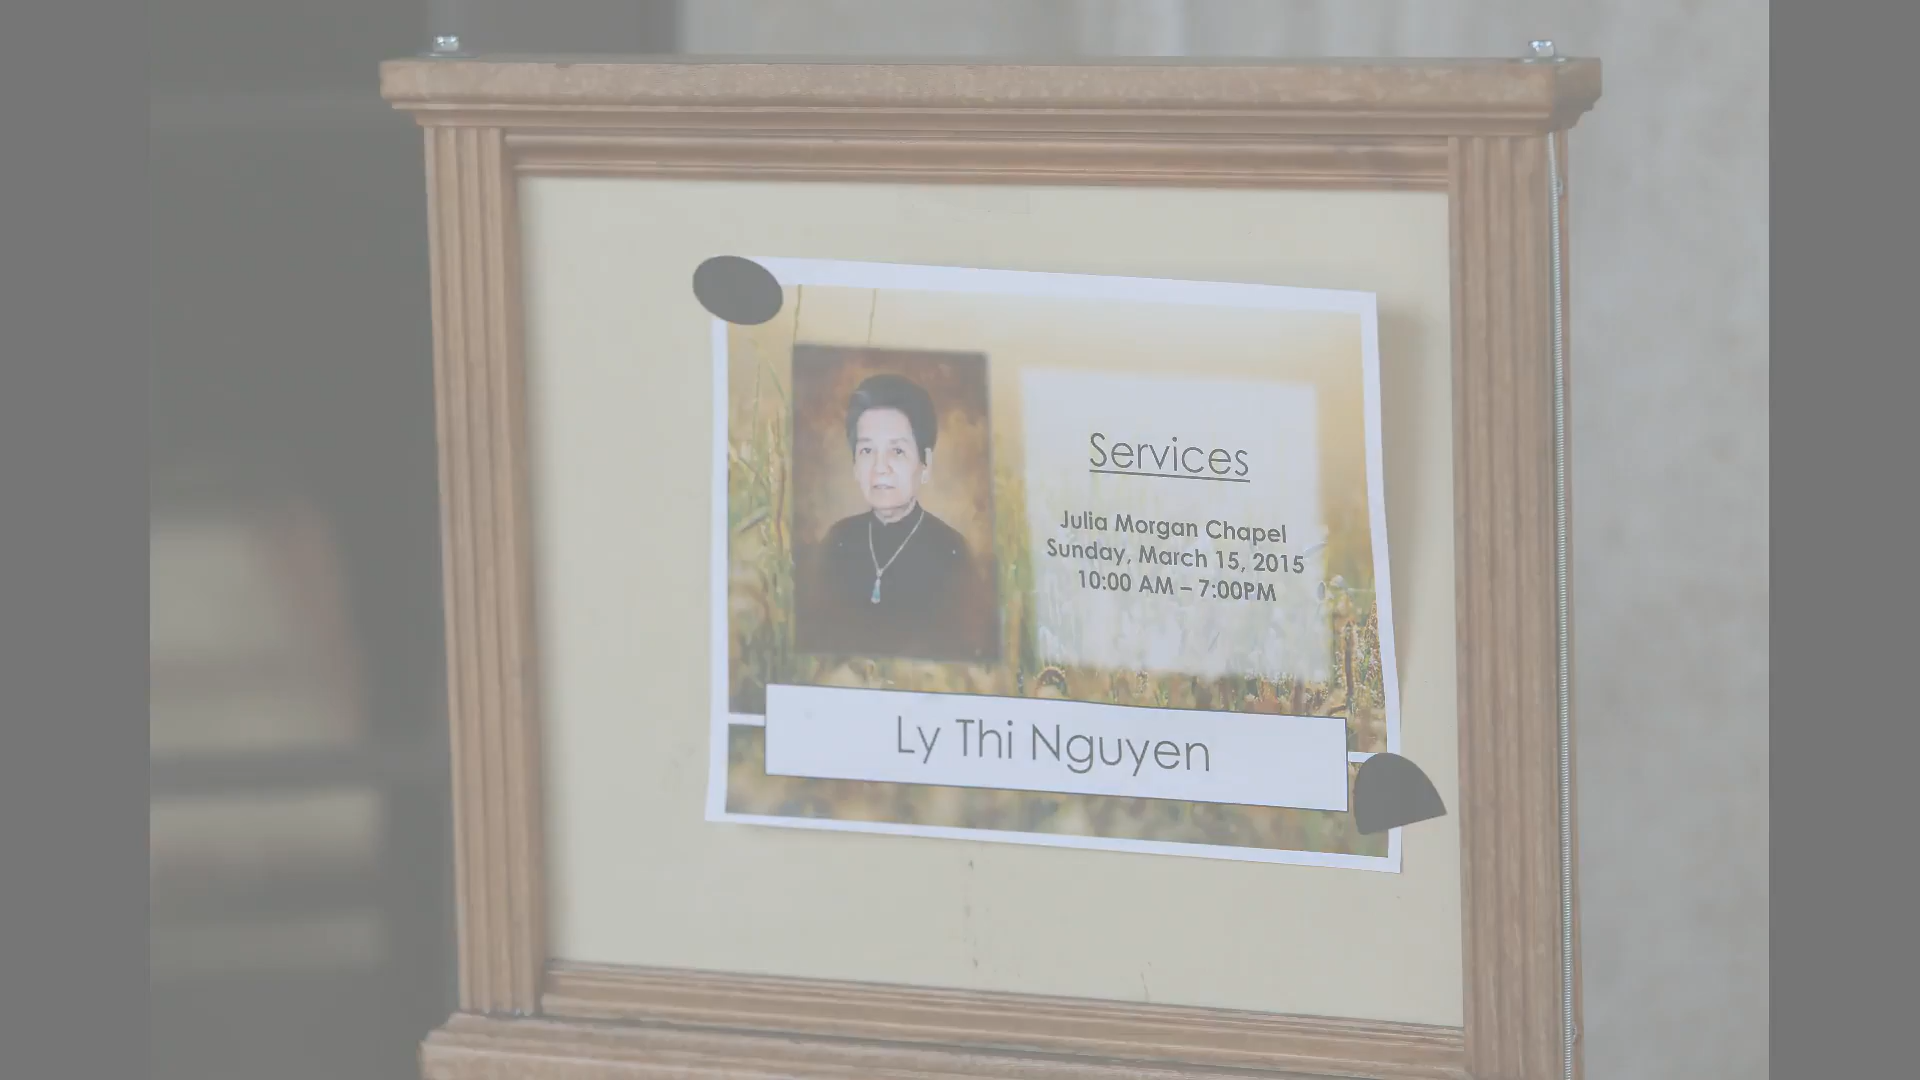 Services
Julia Morgan Chapel
Sunday, March 15, 2015
10:00 AM – 7:00PM
Ly Thi Nguyen